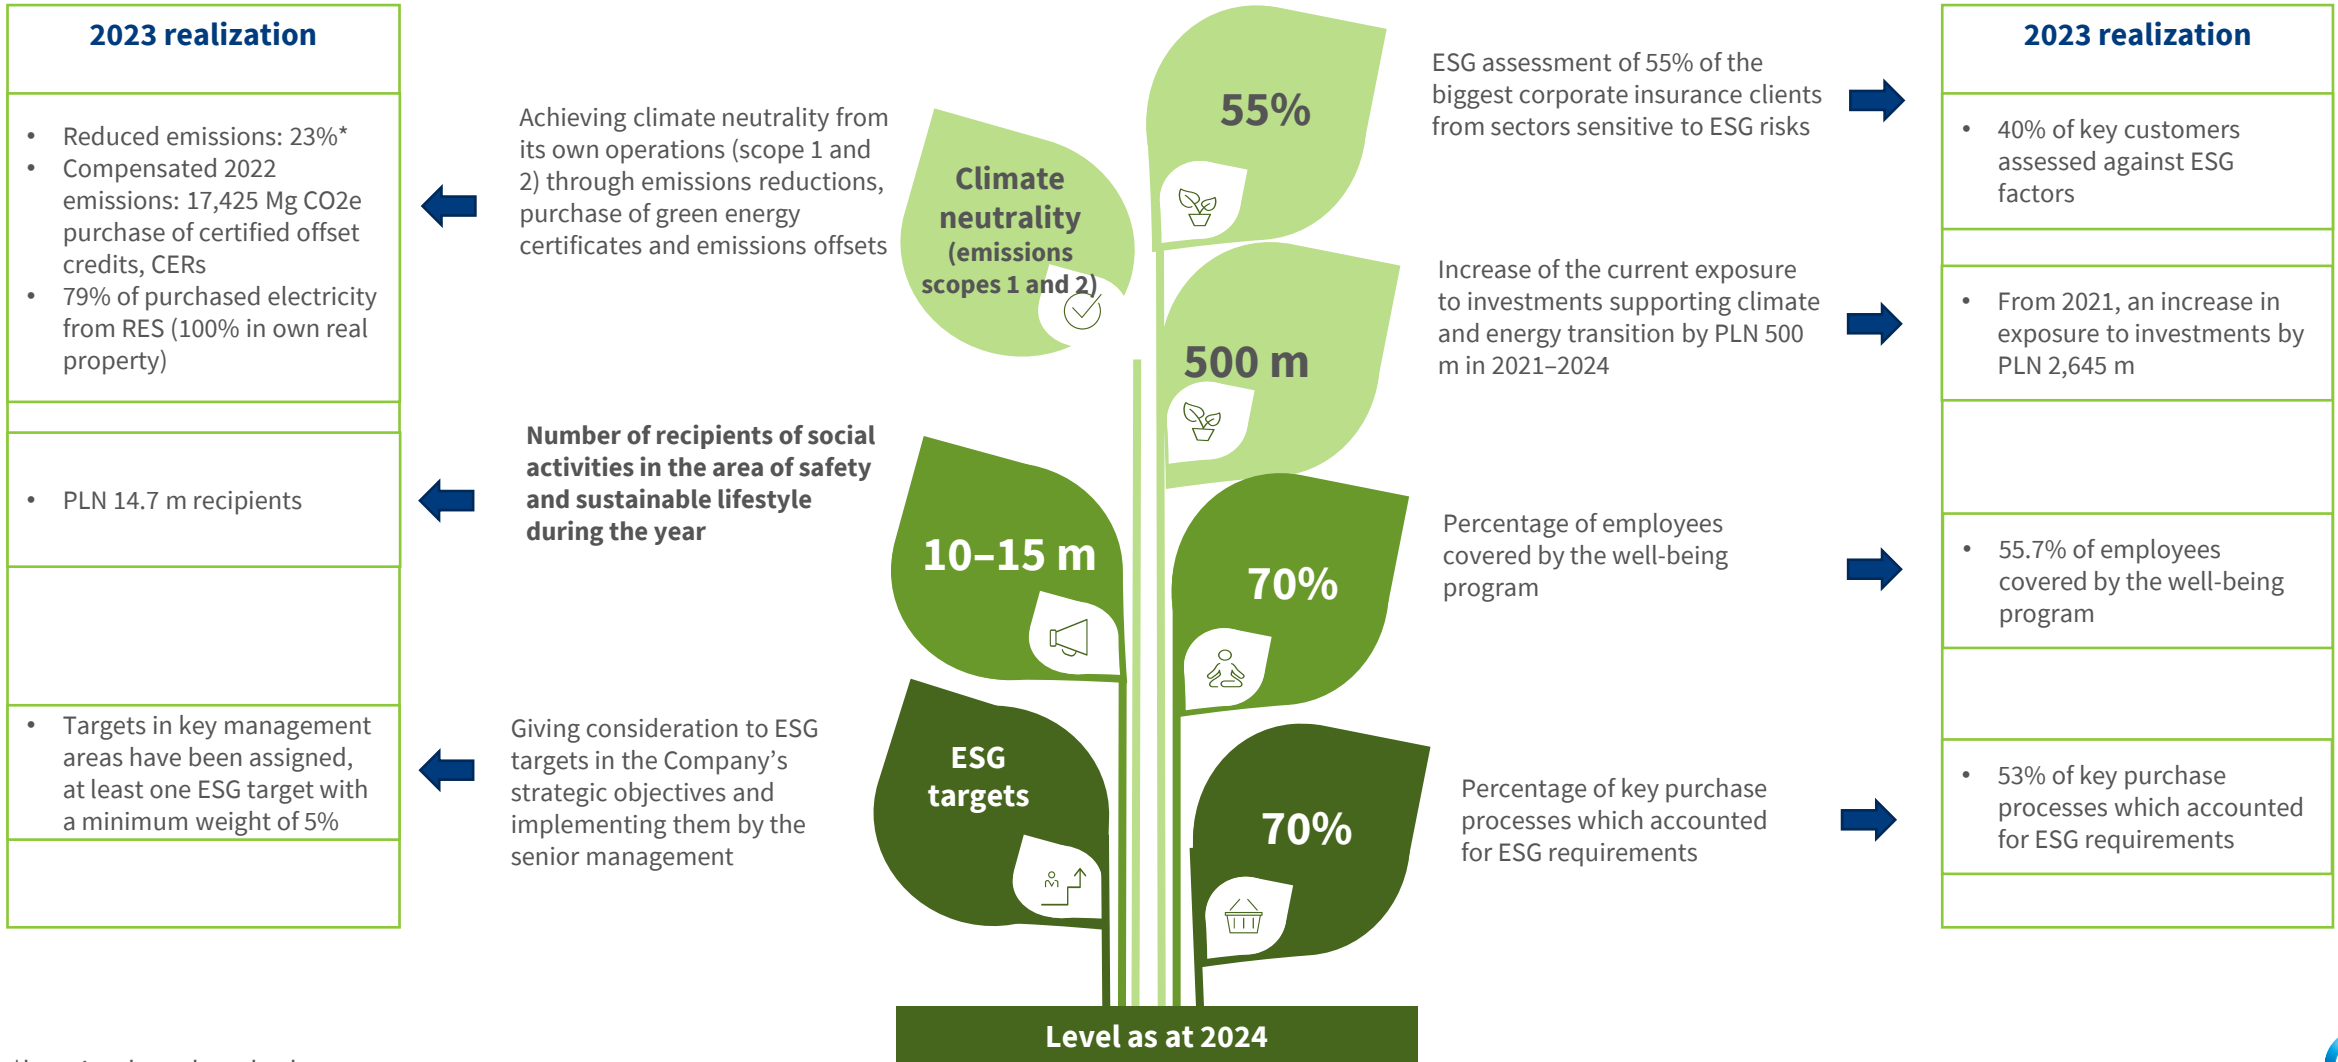 2023 realization
• Reduced emissions: 23%*
• Compensated 2022
emissions: 17,425 Mg CO2e
purchase of certified offset
credits, CERs
• 79% of purchased electricity
from RES (100% in own real
property)
• PLN 14.7 m recipients
• Targets in key management
areas have been assigned,
at least one ESG target with
a minimum weight of 5%
Achieving climate neutrality from
its own operations (scope 1 and
2) through emissions reductions,
purchase of green energy
certificates and emissions offsets
Number of recipients of social
activities in the area of safety
and sustainable lifestyle
during the year
Giving consideration to ESG
targets in the Company’s
strategic objectives and
implementing them by the
senior management
Climate
neutrality
(emissions
scopes 1 and 2)
10–15 m
ESG
targets
55%
500 m
70%
70%
Level as at 2024
ESG assessment of 55% of the
biggest corporate insurance clients
from sectors sensitive to ESG risks
Increase of the current exposure
to investments supporting climate
and energy transition by PLN 500
m in 2021–2024
Percentage of employees
covered by the well-being
program
Percentage of key purchase
processes which accounted
for ESG requirements
2023 realization
• 40% of key customers
assessed against ESG
factors
• From 2021, an increase in
exposure to investments by
PLN 2,645 m
• 55.7% of employees
covered by the well-being
program
• 53% of key purchase
processes which accounted
for ESG requirements